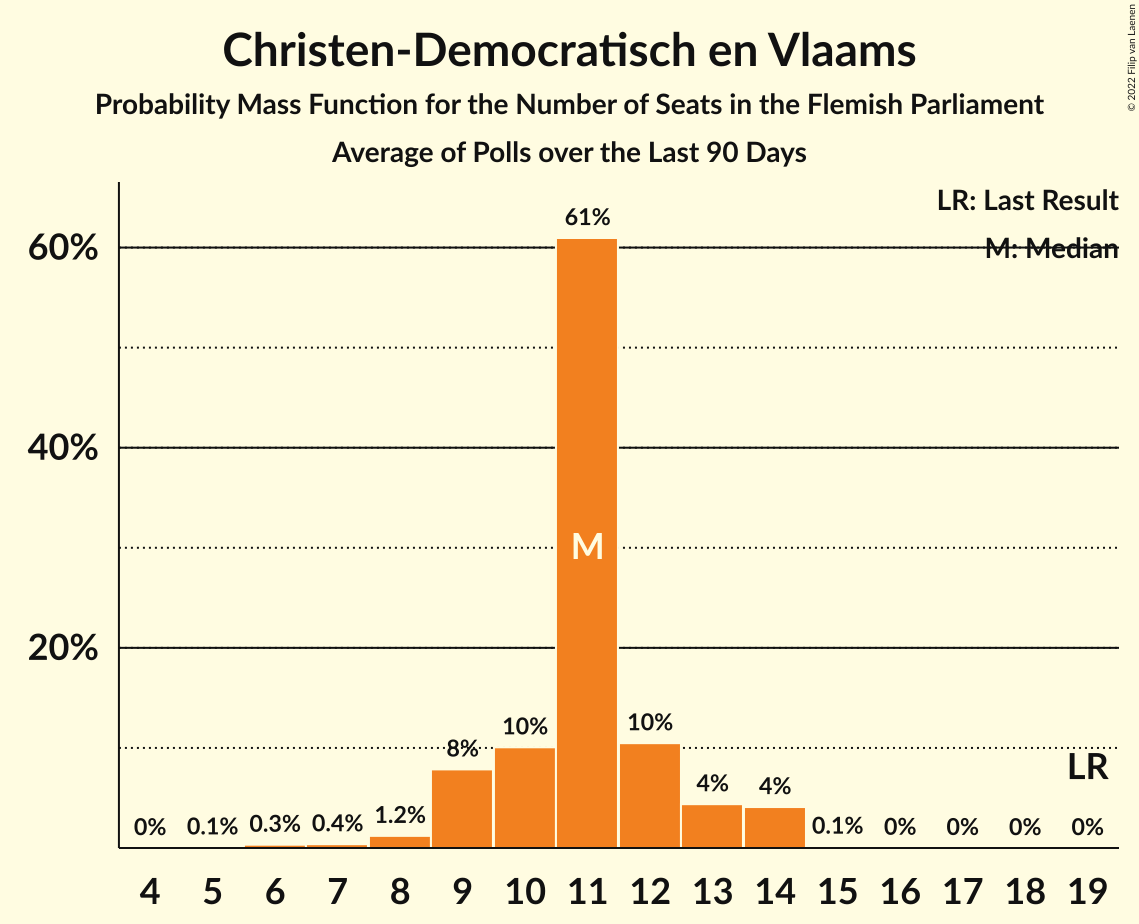 Christen-Democratisch en Vlaams
Probability Mass Function for the Number of Seats in the Flemish Parliament
Average of Polls over the Last 90 Days
© 2022 Filip van Laenen
LR: Last Result
M: Median
60%
40%
20%
0% 0.1% 0.3% 0.4% 1.2% 8% 10% 61% 10% 4% 4% 0.1% 0% 0% 0% 0%
M
LR
4 5 6 7 8 9 10 11 12 13 14 15 16 17 18 19